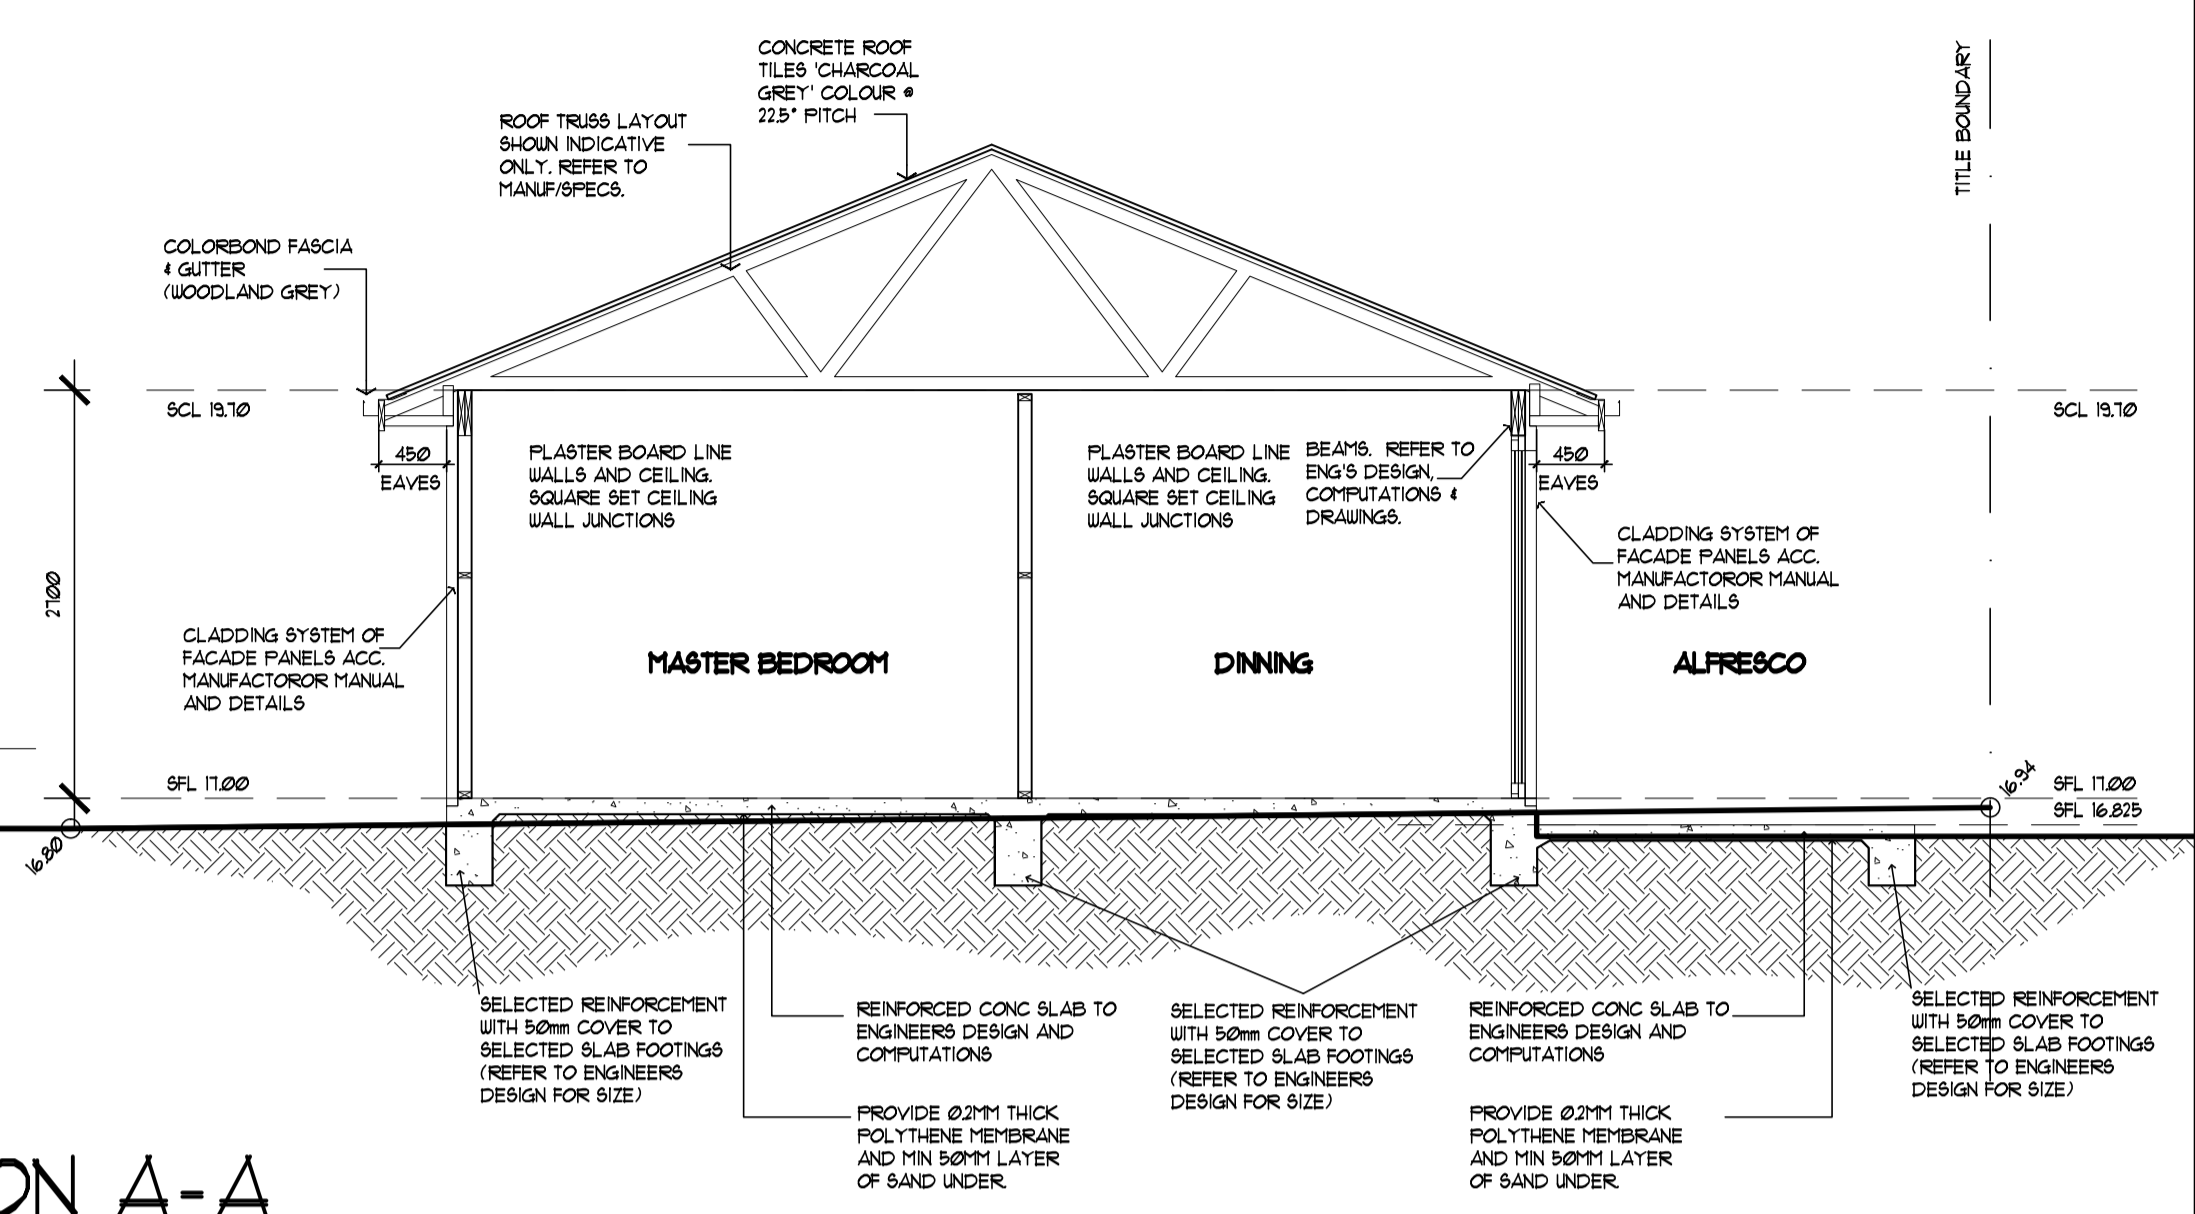 CONCRETE ROOF
TILES 'CHARCOAL
GREY' COLOUR @
22.5° PITCH
TITLE BOUNDARY
ROOF TRUSS LAYOUT
SHOWN INDICATIVE
ONLY. REFER TO
MANUF/SPECS.
COLORBOND FASCIA
& GUTTER
(WOODLAND GREY)
SCL 19.70
SCL 19.70
450
EAVES
PLASTER BOARD LINE
WALLS AND CEILING.
SQUARE SET CEILING
WALL JUNCTIONS
PLASTER BOARD LINE
WALLS AND CEILING.
SQUARE SET CEILING
WALL JUNCTIONS
BEAMS. REFER TO
ENG'S DESIGN,
COMPUTATIONS &
DRAWINGS.
450
EAVES
CLADDING SYSTEM OF
FACADE PANELS ACC.
MANUFACTOROR MANUAL
AND DETAILS
2700
CLADDING SYSTEM OF
FACADE PANELS ACC.
MANUFACTOROR MANUAL
AND DETAILS
MASTER BEDROOM
DINNING
ALFRESCO
SFL 17.00
16.94
SFL 17.00
SFL 16.825
16.80
SELECTED REINFORCEMENT
WITH 50mm COVER TO
SELECTED SLAB FOOTINGS
(REFER TO ENGINEERS
DESIGN FOR SIZE)
REINFORCED CONC SLAB TO
ENGINEERS DESIGN AND
COMPUTATIONS
PROVIDE 0.2MM THICK
POLYTHENE MEMBRANE
AND MIN 50MM LAYER
OF SAND UNDER.
SELECTED REINFORCEMENT
WITH 50mm COVER TO
SELECTED SLAB FOOTINGS
(REFER TO ENGINEERS
DESIGN FOR SIZE)
REINFORCED CONC SLAB TO
ENGINEERS DESIGN AND
COMPUTATIONS
PROVIDE 0.2MM THICK
POLYTHENE MEMBRANE
AND MIN 50MM LAYER
OF SAND UNDER.
SELECTED REINFORCEMENT
WITH 50mm COVER TO
SELECTED SLAB FOOTINGS
(REFER TO ENGINEERS
DESIGN FOR SIZE)
ON A-A